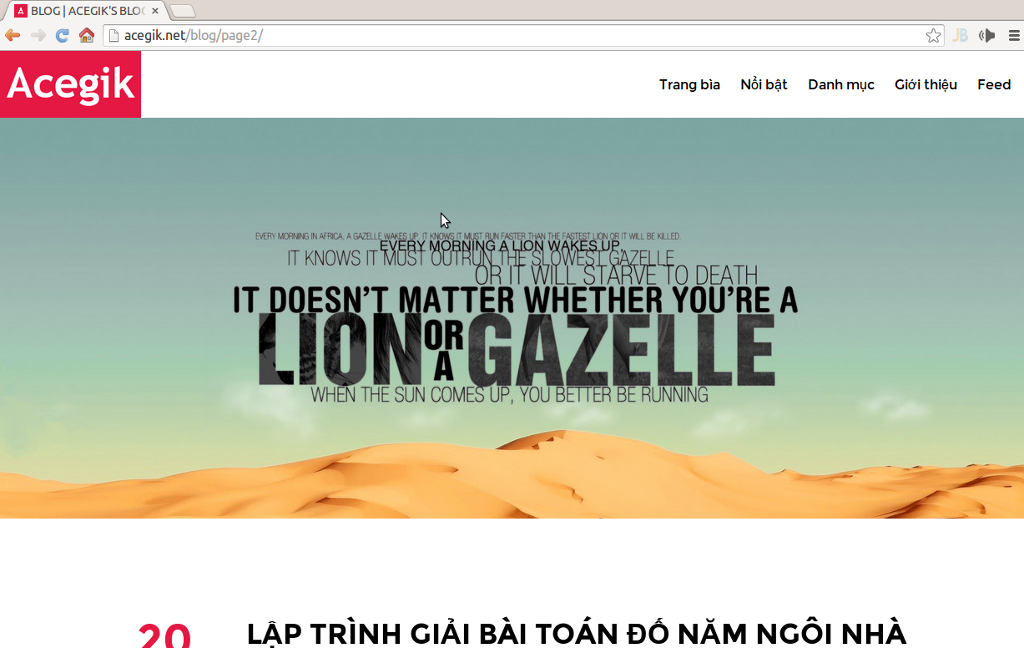 BLOG | ACEGIK'S BLO
acegik.net/blog/page2/
JB
Acegik
Trang bìa Nổi bật Danh mục Giới thiệu Feed
EVERY MORNING IN AFRICA, A GAZELLE WAKES UP, IT KNOWS IT MUST RUN FASTER THAN THE FASTEST LION OR IT WILL BE KILLED.
EVERY MORNING A LION WAKES UP,
IT KNOWS IT MUST OUTRUN THE SLOWEST GAZELLE
OR IT WILL STARVE TO DEATH
IT DOESN'T MATTER WHETHER YOU'RE A
LION OR A GAZELLE
WHEN THE SUN COMES UP, YOU BETTER BE RUNNING
20
LẬP TRÌNH GIẢI BÀI TOÁN ĐỐ NĂM NGÔI NHÀ